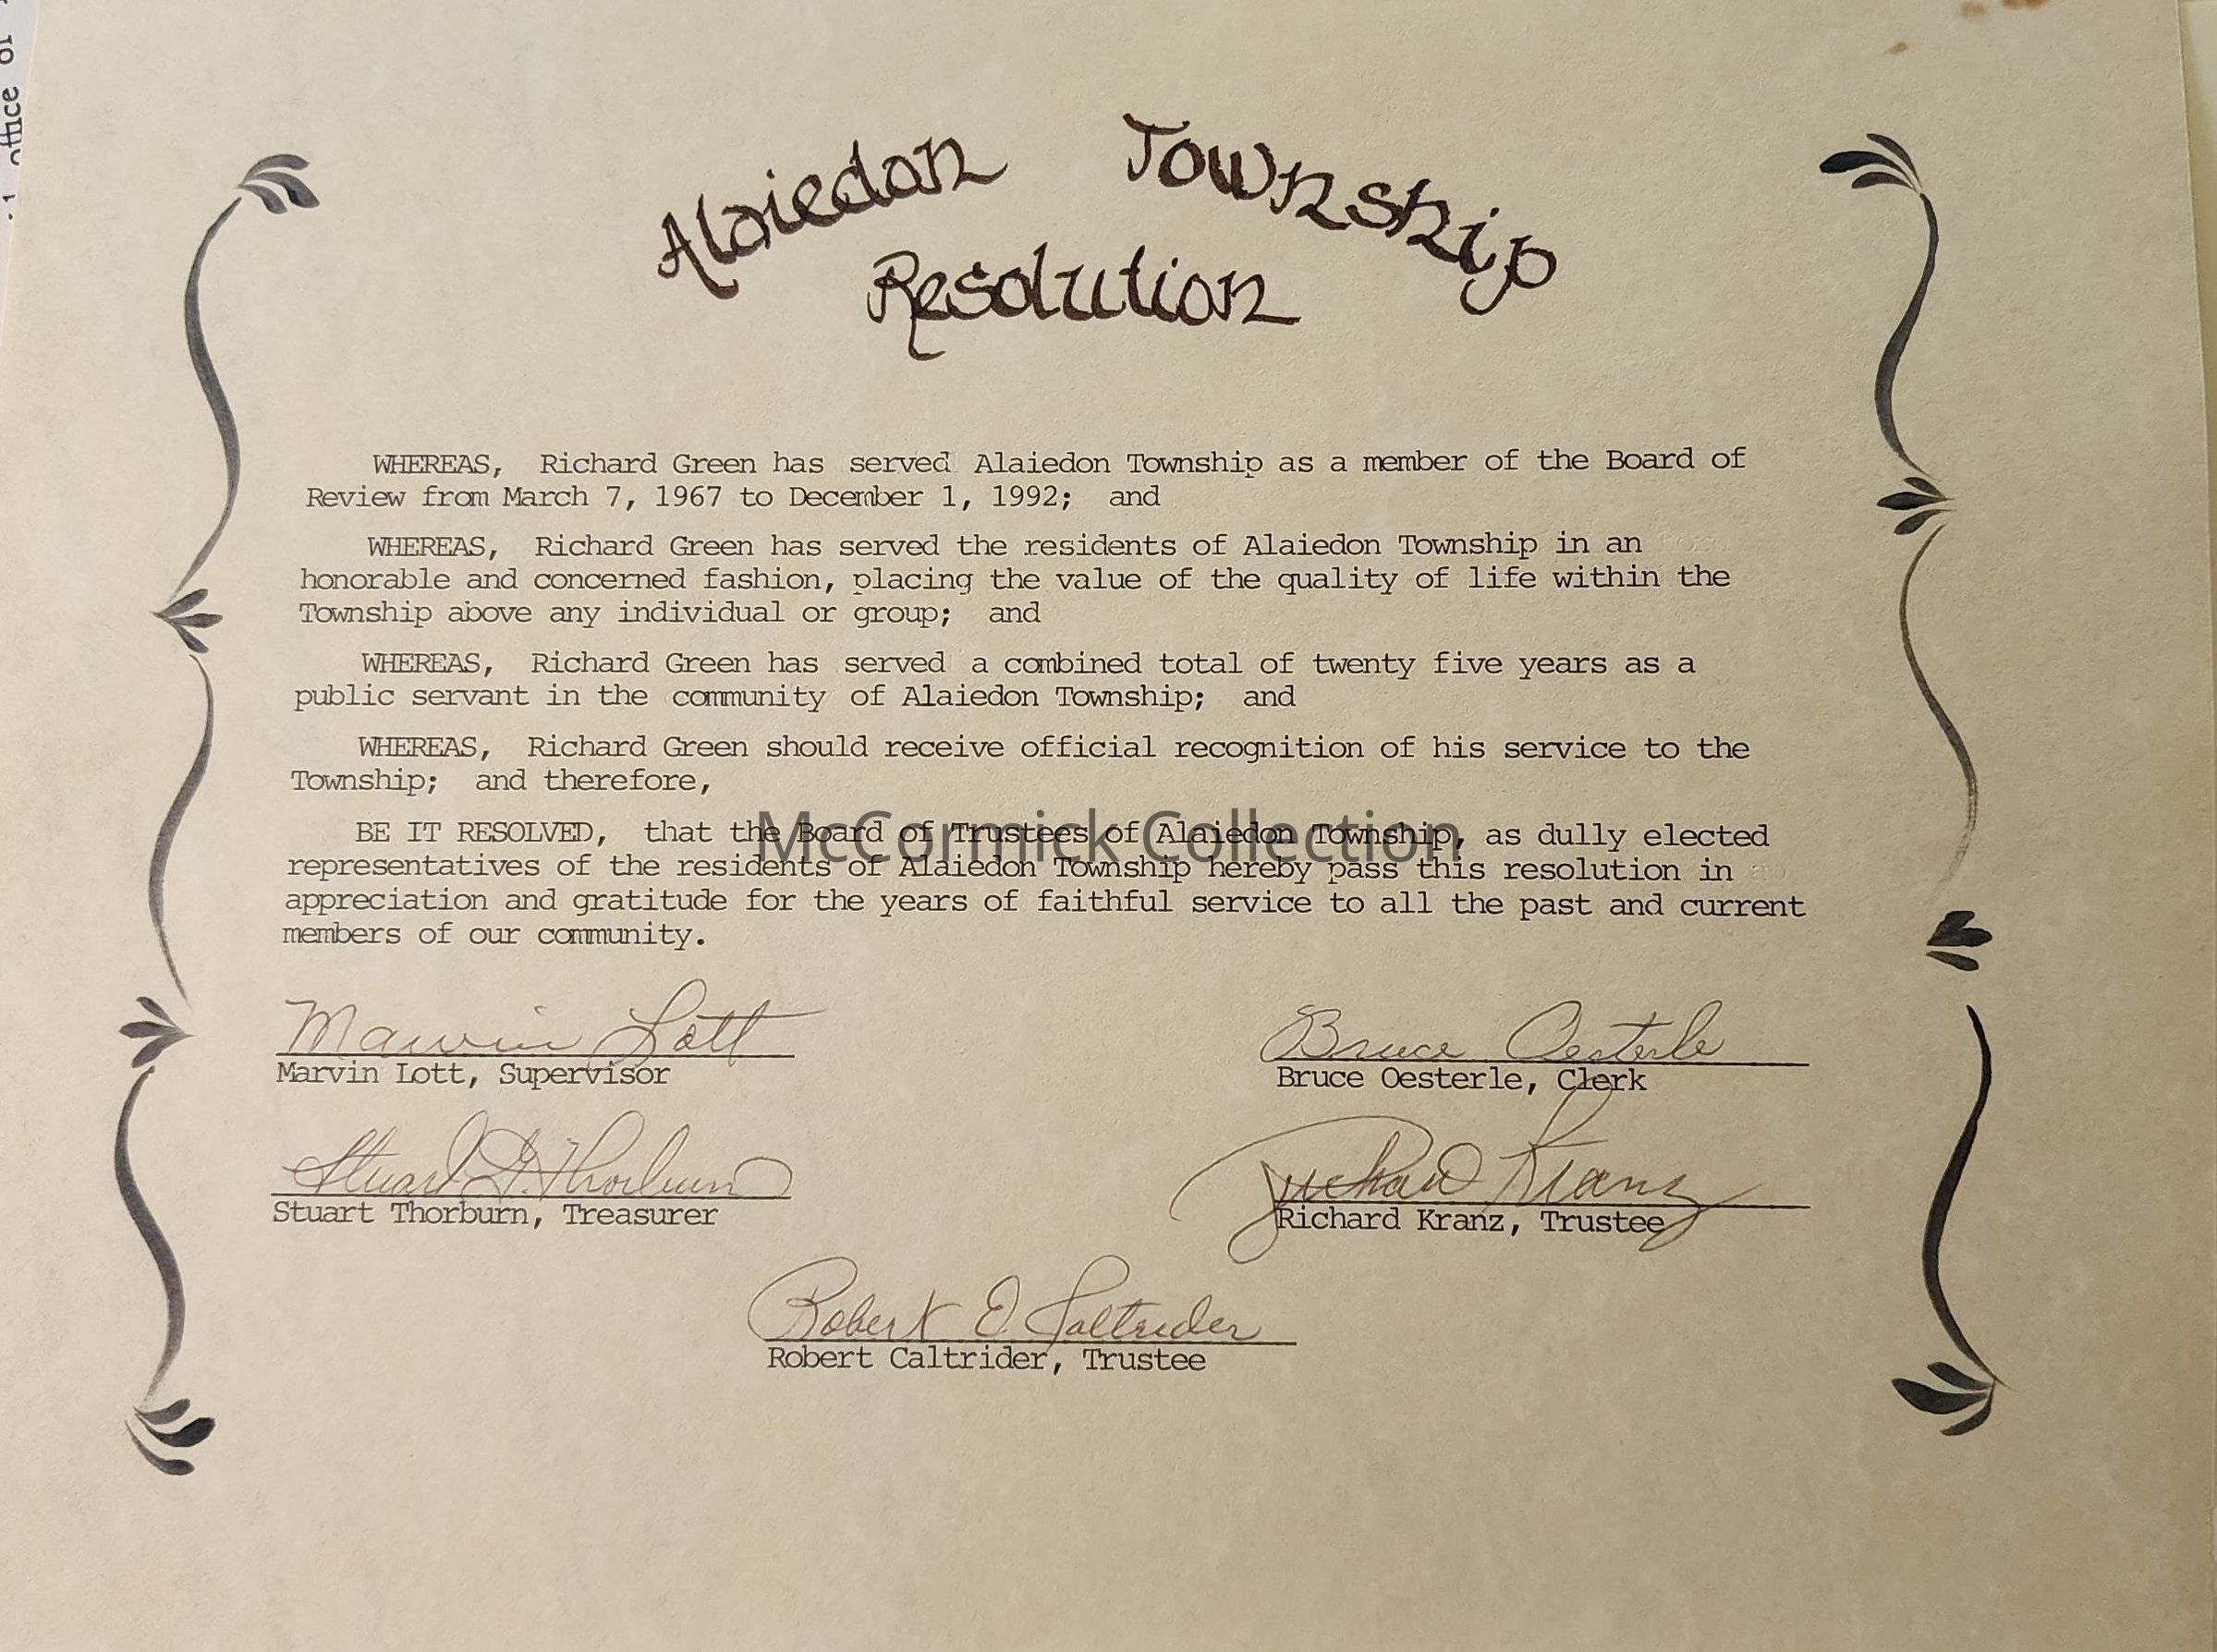 office of
Alaiedon Township
Resolution
WHEREAS, Richard Green has served Alaiedon Township as a member of the Board of
Review from March 7, 1967 to December 1, 1992; and
WHEREAS, Richard Green has served the residents of Alaiedon Township in an
honorable and concerned fashion, placing the value of the quality of life within the
Township above any individual or group; and
WHEREAS, Richard Green has served a combined total of twenty five years as a
public servant in the community of Alaiedon Township; and
WHEREAS, Richard Green should receive official recognition of his service to the
Township; and therefore,
BE IT RESOLVED, that the Board of Trustees of Alaiedon Township, as dully elected
representatives of the residents of Alaiedon Township hereby pass this resolution in
appreciation and gratitude for the years of faithful service to all the past and current
members of our community.
McCormick Collection
Marvin Lott
Bruce Oesterle
Marvin Lott, Supervisor
Bruce Oesterle, Clerk
Stuart D. Thorburn
Richard Kranz
Stuart Thorburn, Treasurer
Richard Kranz, Trustee
Robert O. Caltrider
Robert Caltrider, Trustee